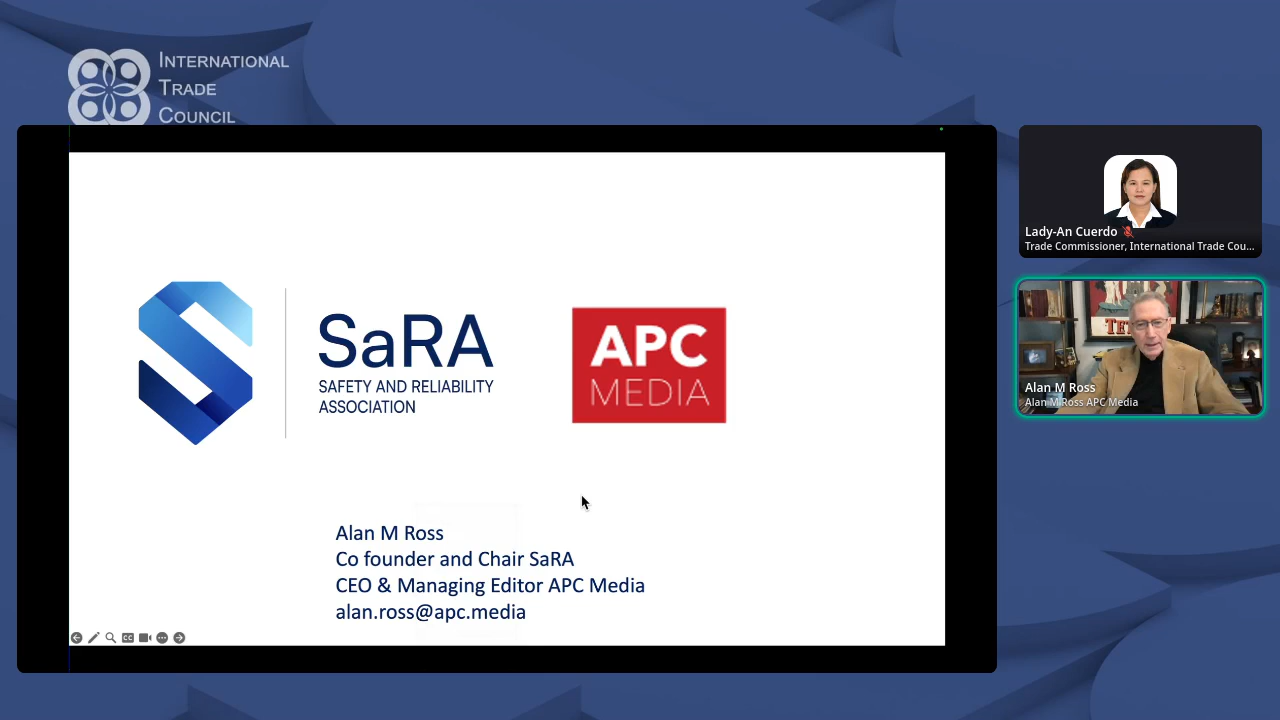 INTERNATIONAL
TRADE
COUNCIL
SaRA
SAFETY AND RELIABILITY
ASSOCIATION
APC
MEDIA
Alan M Ross
Co founder and Chair SaRA
CEO & Managing Editor APC Media
alan.ross@apc.media
CC
Lady-An Cuerdo
Trade Commissioner, International Trade Cou...
Alan M Ross
Alan M Ross APC Media